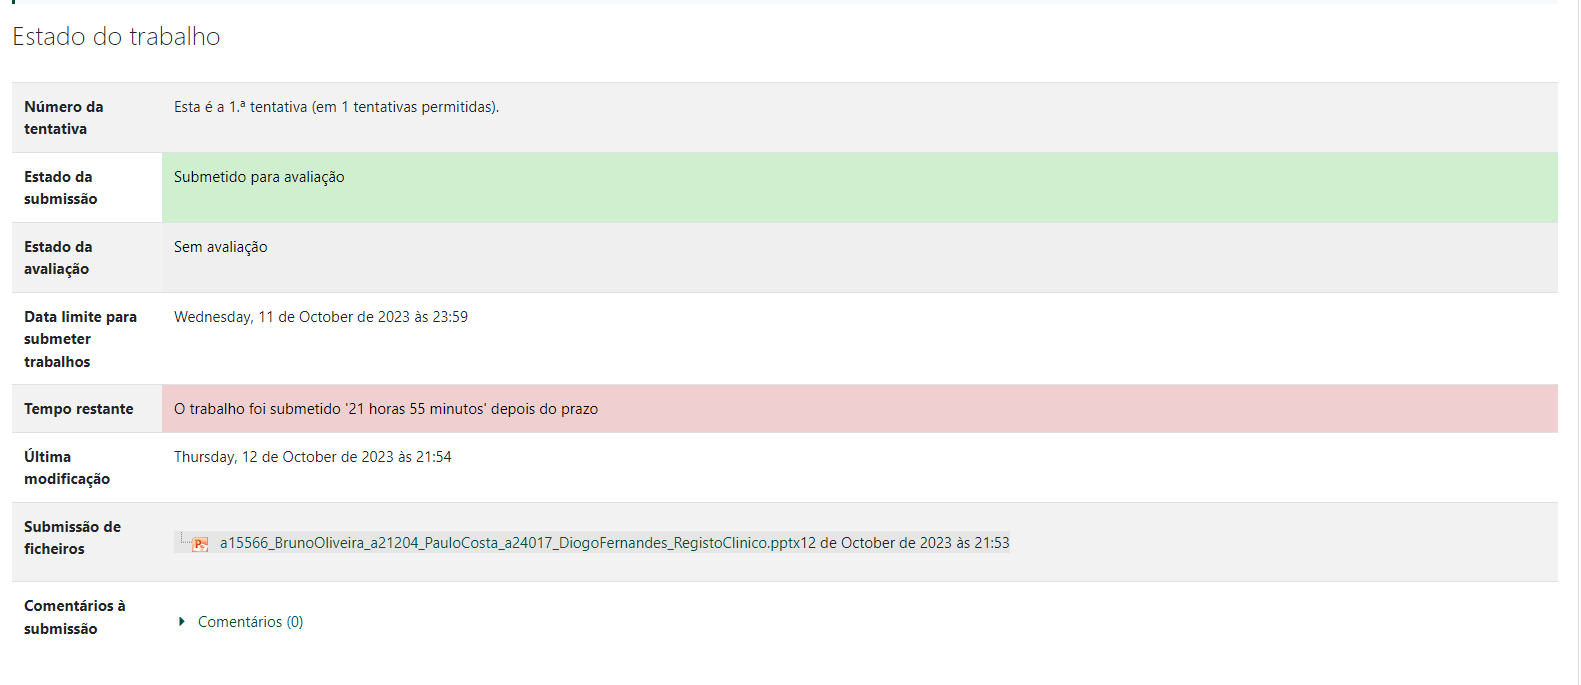 Estado do trabalho
Número da
tentativa
Esta é a 1.ª tentativa (em 1 tentativas permitidas).
Estado da
submissão
Submetido para avaliação
Estado da
avaliação
Sem avaliação
Data limite para
submeter
trabalhos
Wednesday, 11 de October de 2023 às 23:59
Tempo restante
O trabalho foi submetido '21 horas 55 minutos' depois do prazo
Última
modificação
Thursday, 12 de October de 2023 às 21:54
Submissão de
ficheiros
a15566_BrunoOliveira_a21204_PauloCosta_a24017_DiogoFernandes_RegistoClinico.pptx12 de October de 2023 às 21:53
Comentários à
submissão
Comentários (0)